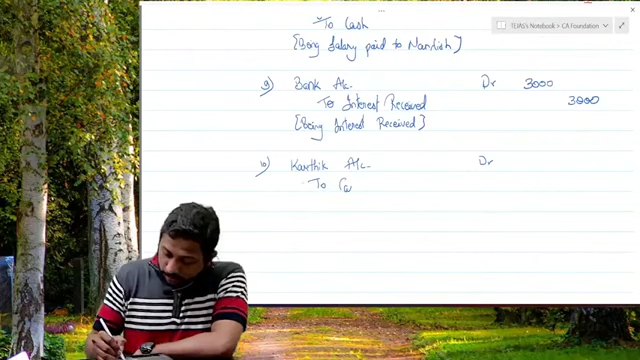 To Cash
TEJAS's Notebook > CA Foundation
[Being Salary paid to Nandish]
9) Bank A/c. Dr 3000
To Interest Received 3000
[Being Interest Received]
10) Karthik A/c. Dr
To Ca